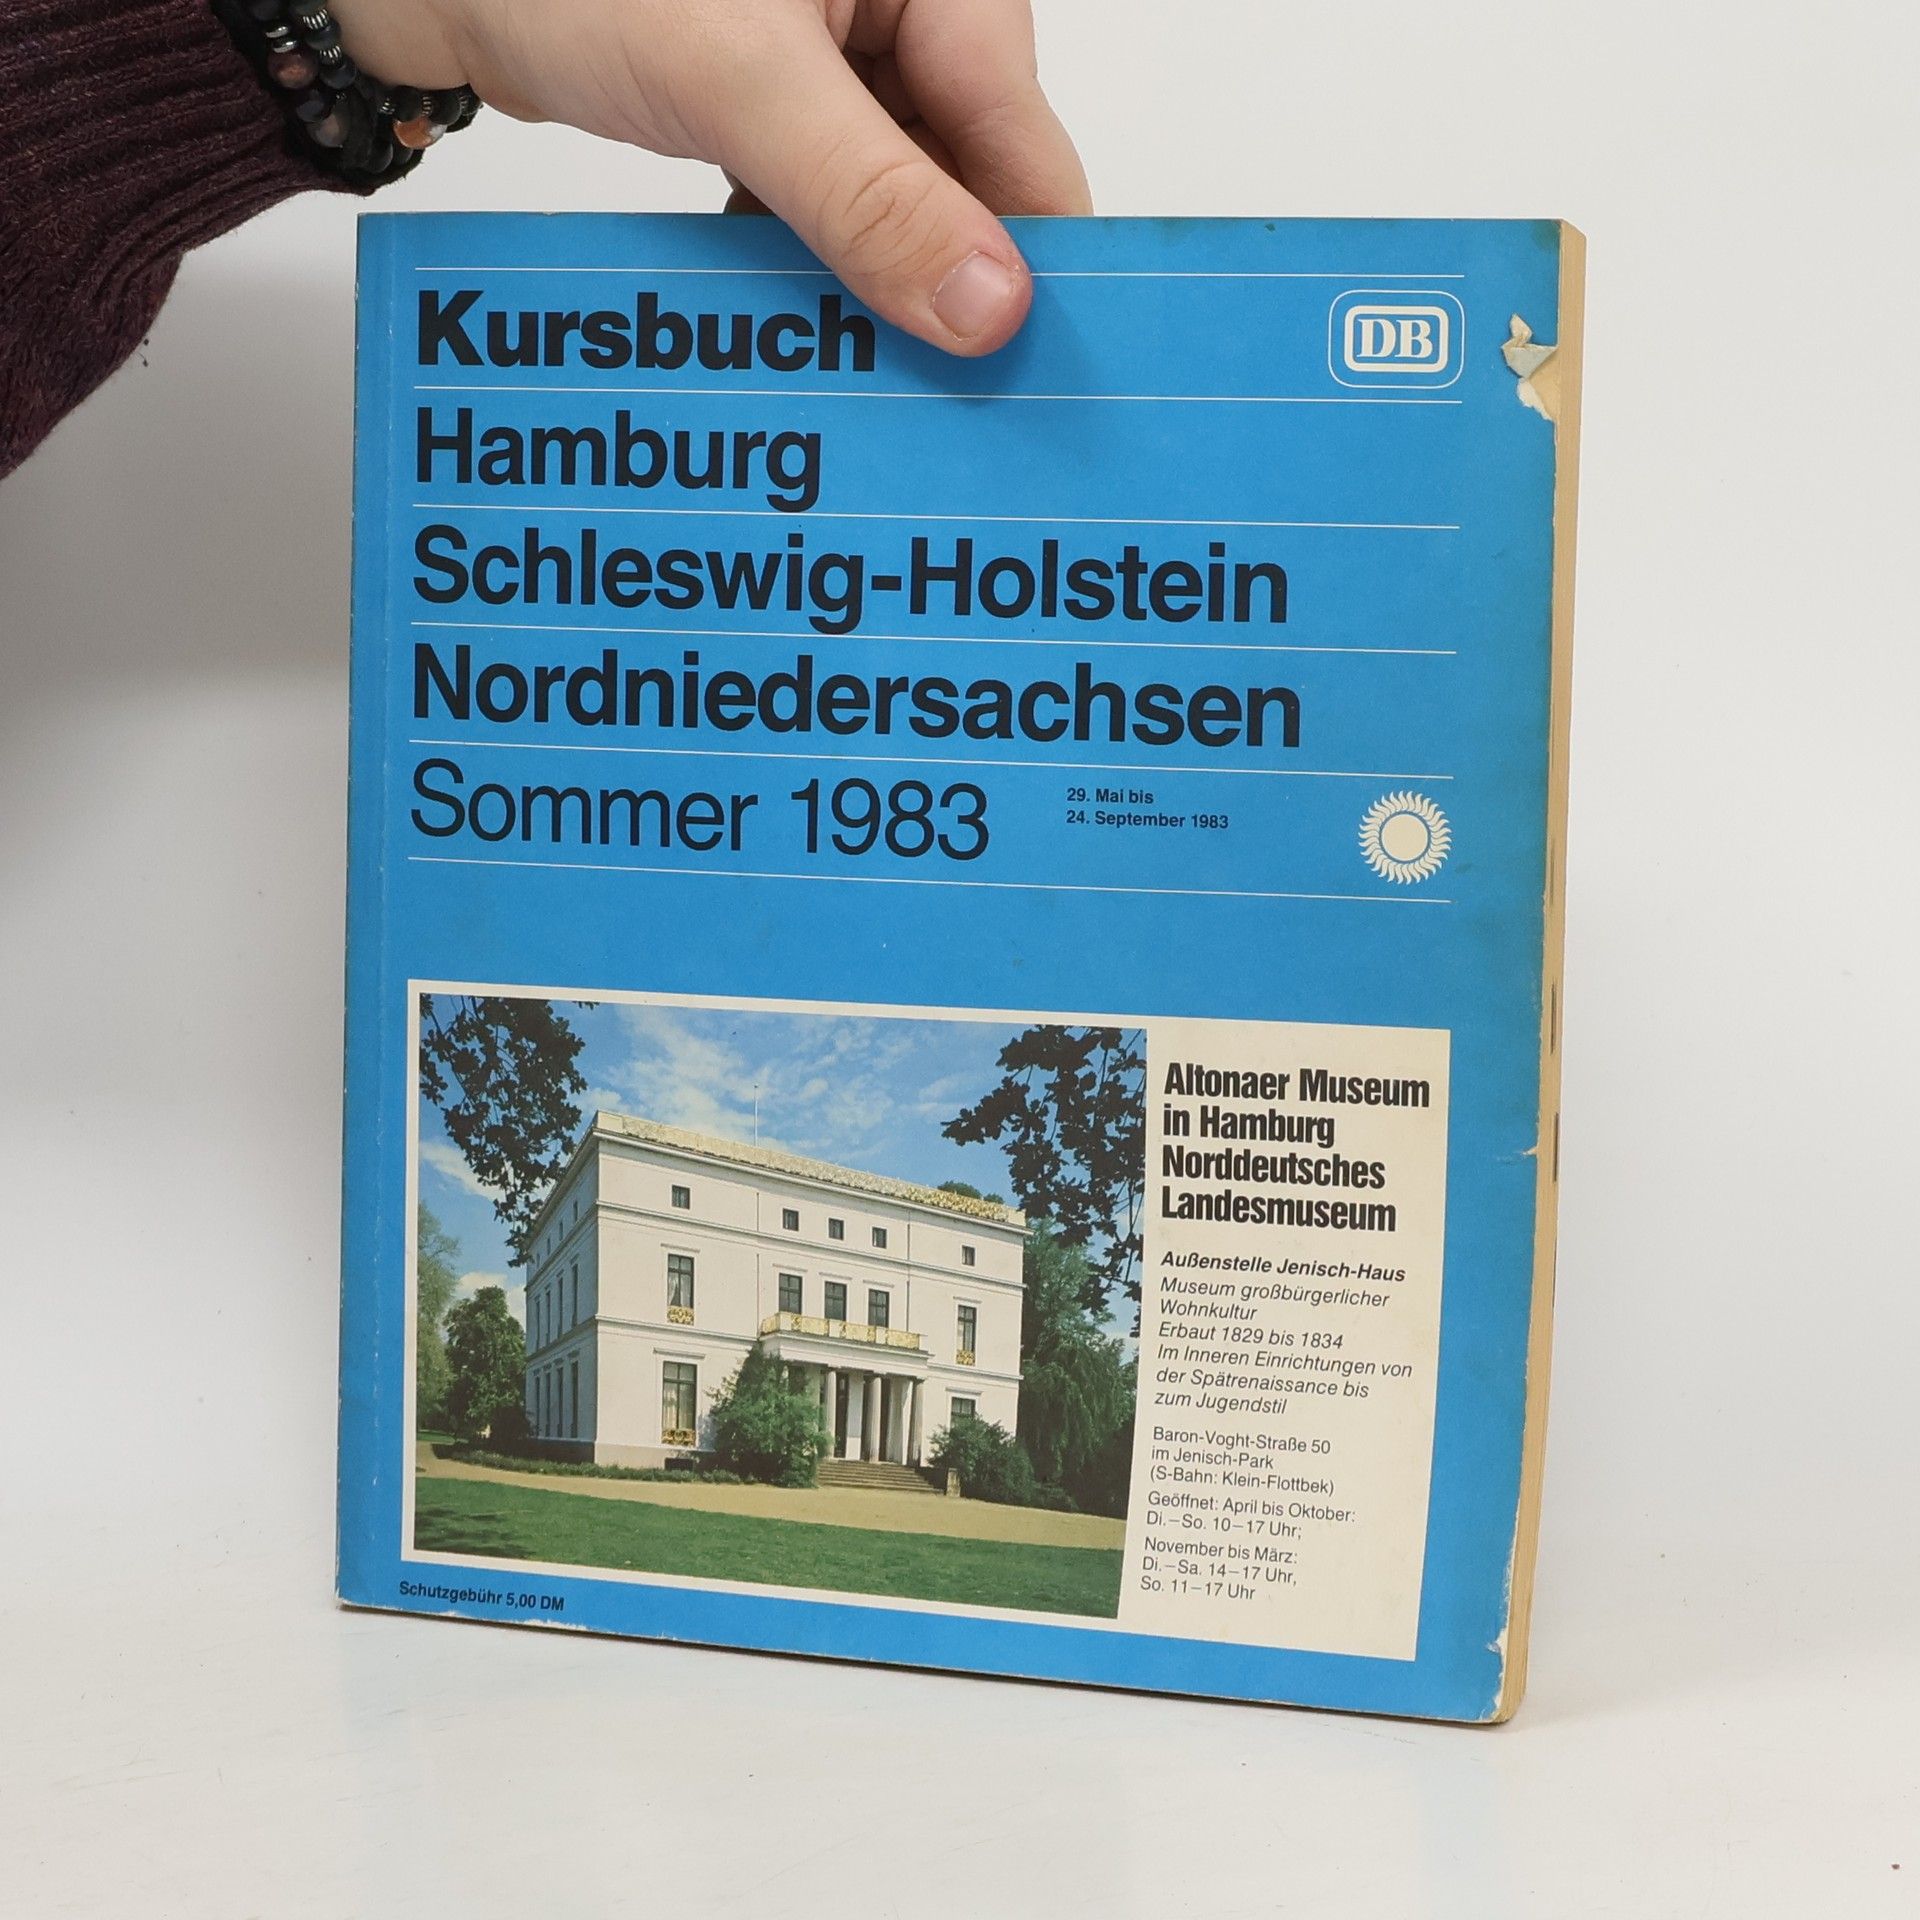 Kursbuch
DB
Hamburg
Schleswig-Holstein
Nordniedersachsen
Sommer 1983
29. Mai bis
24. September 1983
Altonaer Museum
in Hamburg
Norddeutsches
Landesmuseum
Außenstelle Jenisch-Haus
Museum großbürgerlicher
Wohnkultur
Erbaut 1829 bis 1834
Im Inneren Einrichtungen von
der Spätrenaissance bis
zum Jugendstil
Baron-Voght-Straße 50
im Jenisch-Park
(S-Bahn: Klein-Flottbek)
Geöffnet: April bis Oktober:
Di.–So. 10–17 Uhr;
November bis März:
Di.–Sa. 14–17 Uhr,
So. 11–17 Uhr
Schutzgebühr 5,00 DM